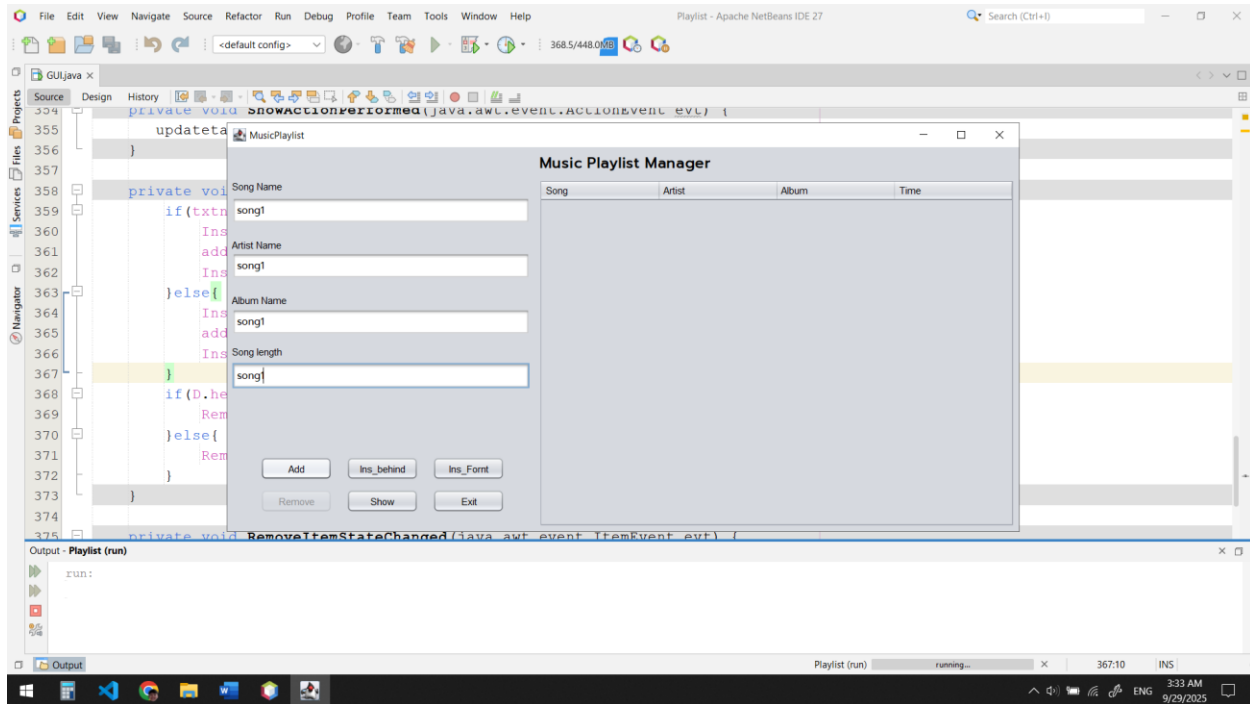 File Edit View Navigate Source Refactor Run Debug Profile Team Tools Window Help
Playlist - Apache NetBeans IDE 27
Search (Ctrl+I)
<default config>
368.5/448.0MB
GUI.java
Source Design History
Projects
Files
Services
Navigator
354 private void ShowActionPerformed(java.awt.event.ActionEvent evt) {
355 updateta
356 }
357
358 private voi
359 if(txtn
360 Ins
361 add
362 Ins
363 }else{
364 Ins
365 add
366 Ins
367 }
368 if(D.he
369 Rem
370 }else{
371 Rem
372 }
373 }
374
375 private void RemoveItemStateChanged(java.awt.event.ItemEvent evt) {
MusicPlaylist
Music Playlist Manager
Song Name
song1
Artist Name
song1
Album Name
song1
Song length
song1
Song Artist Album Time
Add Ins_behind Ins_Fornt
Remove Show Exit
Output - Playlist (run)
run:
Output
Playlist (run) running... 367:10 INS
ENG
3:33 AM
9/29/2025